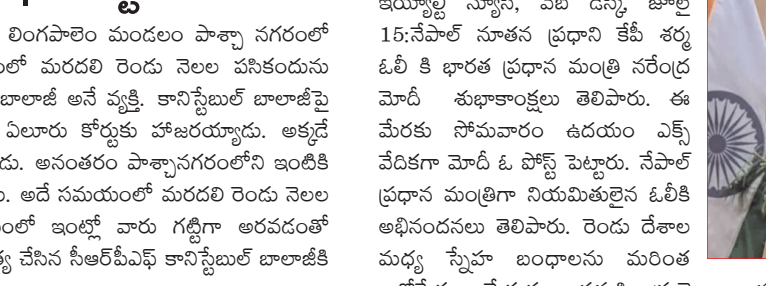 లింగపాలెం మండలం పాశ్చా నగరంలో
మరదలి రెండు నెలల పసికందును
బాలాజీ అనే వ్యక్తి. కానిస్టేబుల్ బాలాజీపై
ఏలూరు కోర్టుకు హాజరయ్యాడు. అక్కడే
అనంతరం పాశ్చానగరంలోని ఇంటికి
అదే సమయంలో మరదలి రెండు నెలల
ఇంట్లో వారు గట్టిగా అరవడంతో
చేసిన సీఆర్‌పీఎఫ్ కానిస్టేబుల్ బాలాజీకి
న్యూస్, వెబ్ డెస్క్, జూలై
15:నేపాల్ నూతన ప్రధాని కేపీ శర్మ
ఓలీ కి భారత ప్రధాన మంత్రి నరేంద్ర
మోదీ శుభాకాంక్షలు తెలిపారు. ఈ
మేరకు సోమవారం ఉదయం ఎక్స్
వేదికగా మోదీ ఓ పోస్ట్ పెట్టారు. నేపాల్
ప్రధాన మంత్రిగా నియమితులైన ఓలీకి
అభినందనలు తెలిపారు. రెండు దేశాల
మధ్య స్నేహ బంధాలను మరింత